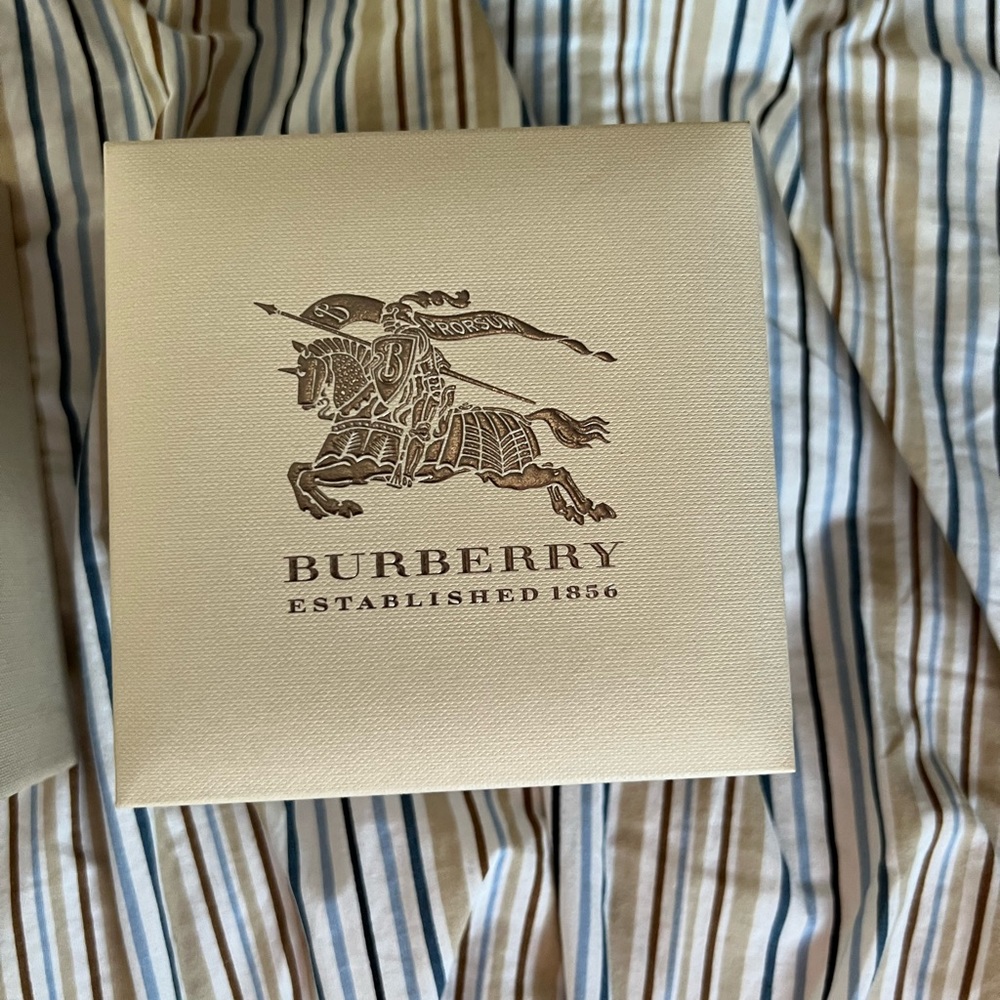 B
PRORSUM
B
BURBERRY
ESTABLISHED 1856